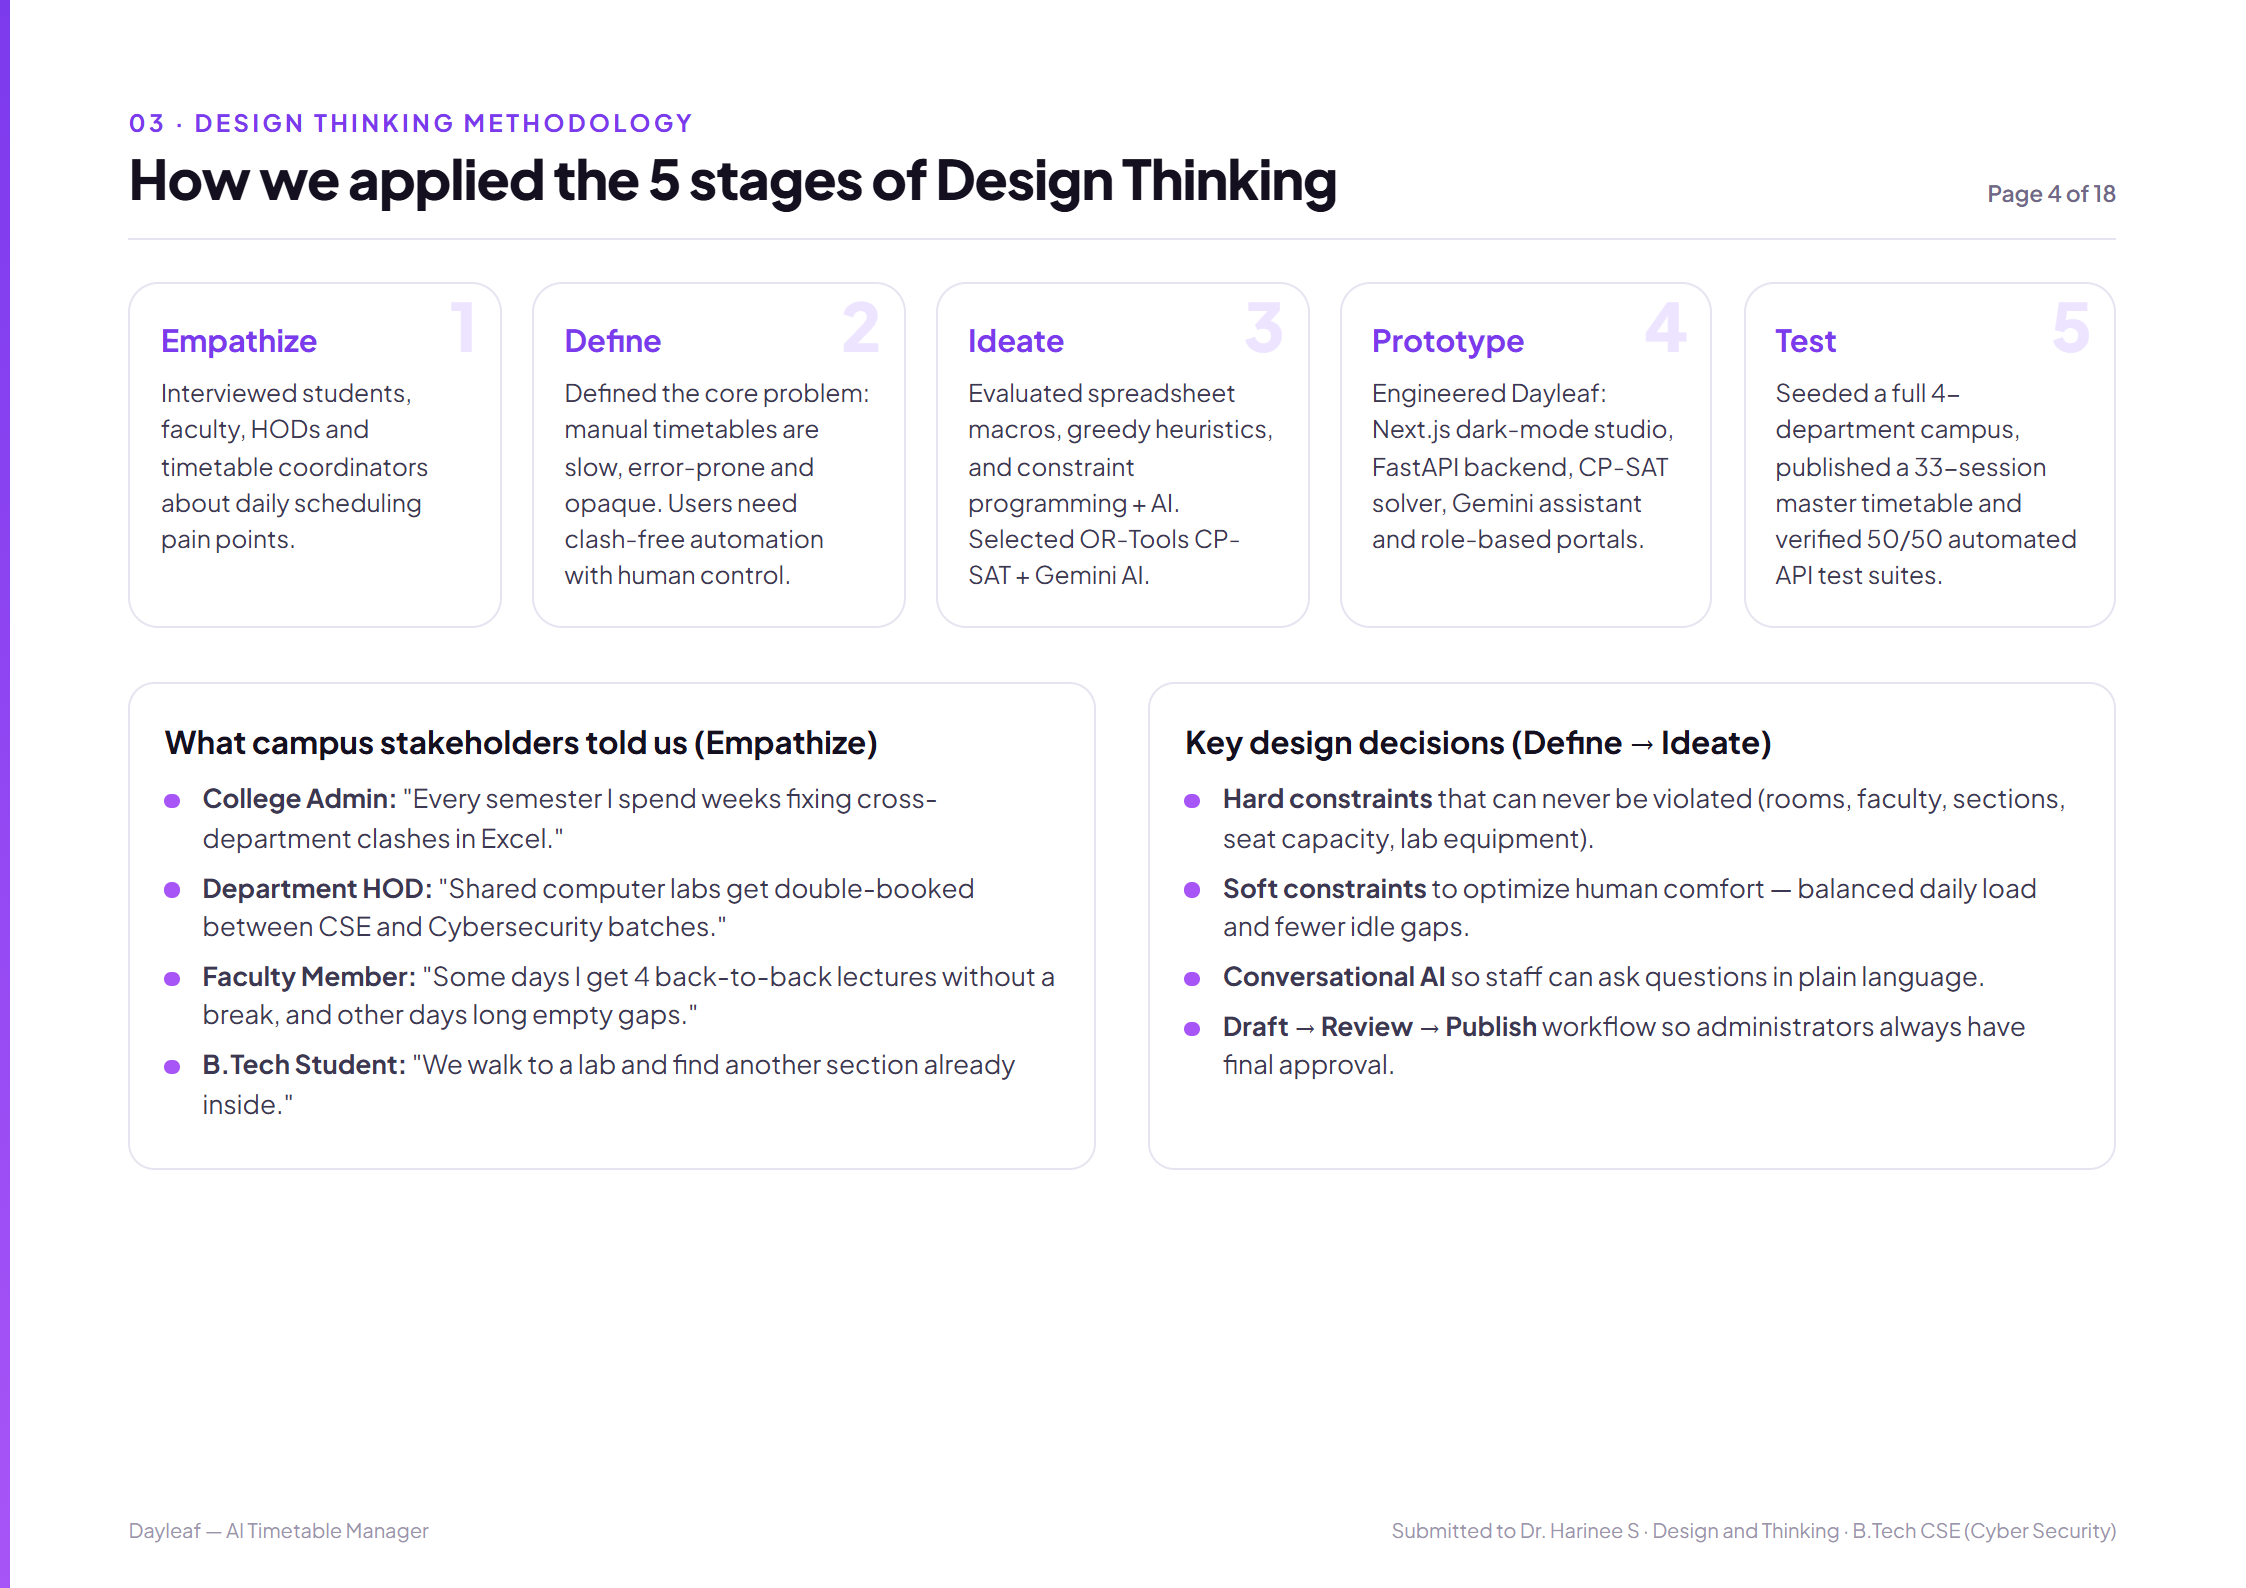 03 · DESIGN THINKING METHODOLOGY
How we applied the 5 stages of Design Thinking
Page 4 of 18
1
Empathize
Interviewed students,
faculty, HODs and
timetable coordinators
about daily scheduling
pain points.
2
Define
Defined the core problem:
manual timetables are
slow, error-prone and
opaque. Users need
clash-free automation
with human control.
3
Ideate
Evaluated spreadsheet
macros, greedy heuristics,
and constraint
programming + AI.
Selected OR-Tools CP-
SAT + Gemini AI.
4
Prototype
Engineered Dayleaf:
Next.js dark-mode studio,
FastAPI backend, CP-SAT
solver, Gemini assistant
and role-based portals.
5
Test
Seeded a full 4-
department campus,
published a 33-session
master timetable and
verified 50/50 automated
API test suites.
What campus stakeholders told us (Empathize)
College Admin: "Every semester I spend weeks fixing cross-
department clashes in Excel."
Department HOD: "Shared computer labs get double-booked
between CSE and Cybersecurity batches."
Faculty Member: "Some days I get 4 back-to-back lectures without a
break, and other days long empty gaps."
B.Tech Student: "We walk to a lab and find another section already
inside."
Key design decisions (Define → Ideate)
Hard constraints that can never be violated (rooms, faculty, sections,
seat capacity, lab equipment).
Soft constraints to optimize human comfort — balanced daily load
and fewer idle gaps.
Conversational AI so staff can ask questions in plain language.
Draft → Review → Publish workflow so administrators always have
final approval.
Dayleaf — AI Timetable Manager
Submitted to Dr. Harinee S · Design and Thinking · B.Tech CSE (Cyber Security)